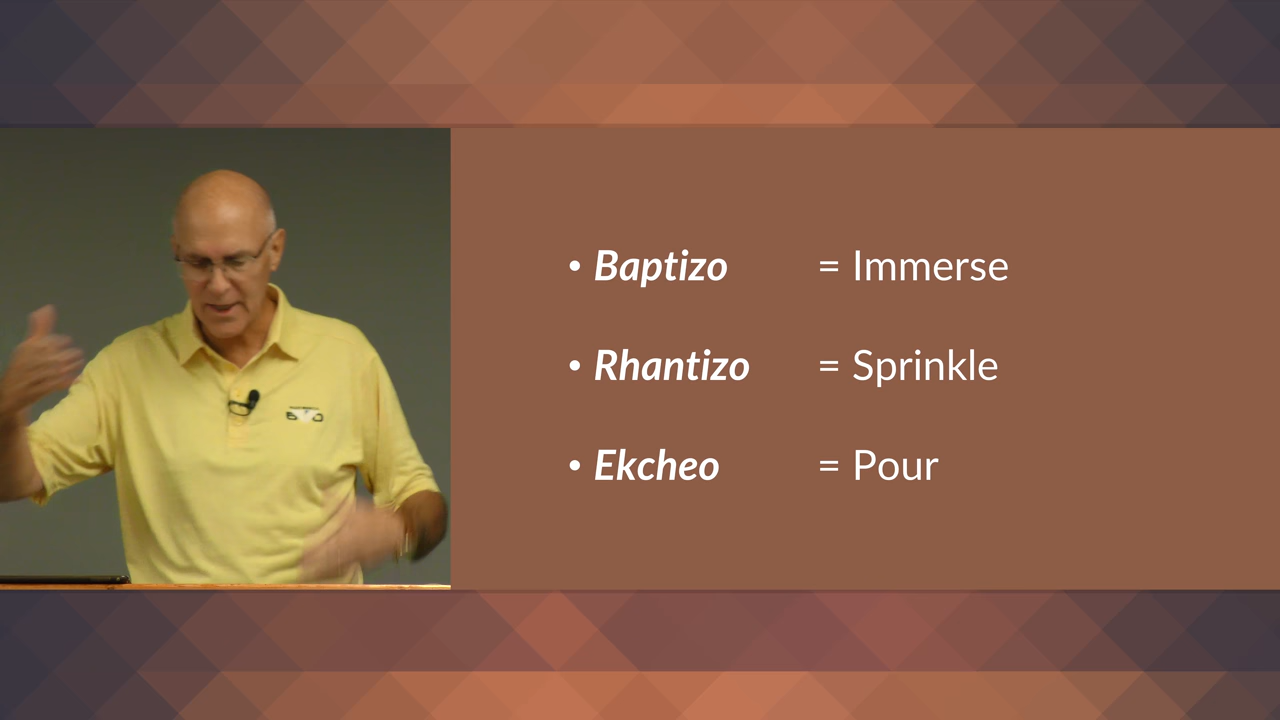 • Baptizo = Immerse
• Rhantizo = Sprinkle
• Ekcheo = Pour